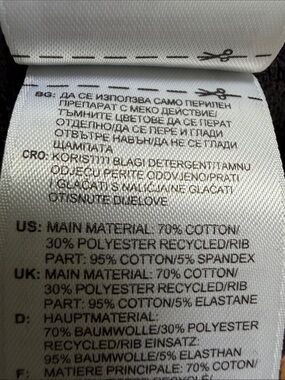 BG: ДА СЕ ИЗПОЛЗВА САМО ПЕРИЛЕН
ПРЕПАРАТ С МЕКО ДЕЙСТВИЕ/
ТЪМНИТЕ ЦВЕТОВЕ ДА СЕ ПЕРАТ
ОТДЕЛНО/ДА СЕ ПЕРЕ И ГЛАДИ
ОТВЪТРЕ НАВЪН/ДА НЕ СЕ ГЛАДИ
ЩАМПАТА
CRO: KORISTITI BLAGI DETERGENT/TAMNU
ODJEĆU PERITE ODVOJENO/PRATI
I GLAČATI S NALIČJA/NE GLAČATI
OTISNUTE DIJELOVE
US: MAIN MATERIAL: 70% COTTON/
30% POLYESTER RECYCLED/RIB
PART: 95% COTTON/5% SPANDEX
UK: MAIN MATERIAL: 70% COTTON/
30% POLYESTER RECYCLED/RIB
PART: 95% COTTON/5% ELASTANE
D: HAUPTMATERIAL:
70% BAUMWOLLE/30% POLYESTER
RECYCLED/RIB EINSATZ:
95% BAUMWOLLE/5% ELASTHAN
F: MATIERE PRINCIPALE: 70% COTON/